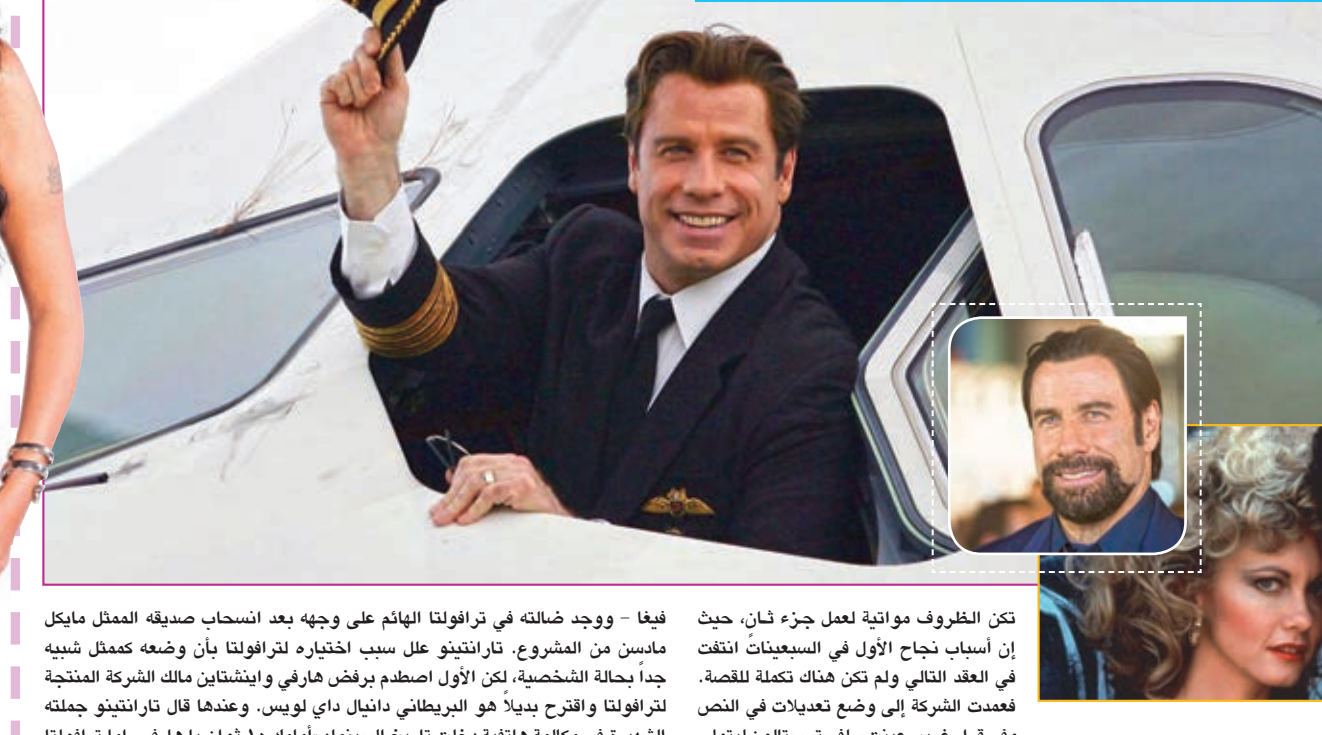 تكن الظروف مواتية لعمل جزء ثـانٍ، حيث
إن أسباب نجاح الأول في السبعينات انتفت
في العقد التالي ولم تكن هناك تكملة للقصة.
فعمدت الشركة إلى وضع تعديلات في النص
فيغا – ووجد ضالته في ترافولتا الهائم على وجهه بعد انسحاب صديقه الممثل مايكل
مادسن من المشروع. تارانتينو علل سبب اختياره لترافولتا بأن وضعه كممثل شبيه
جداً بحالة الشخصية، لكن الأول اصطدم برفض هارفي واينشتاين مالك الشركة المنتجة
لترافولتا واقترح بديلاً هو البريطاني دانيال داي لويس. وعندها قال تارانتينو جملته